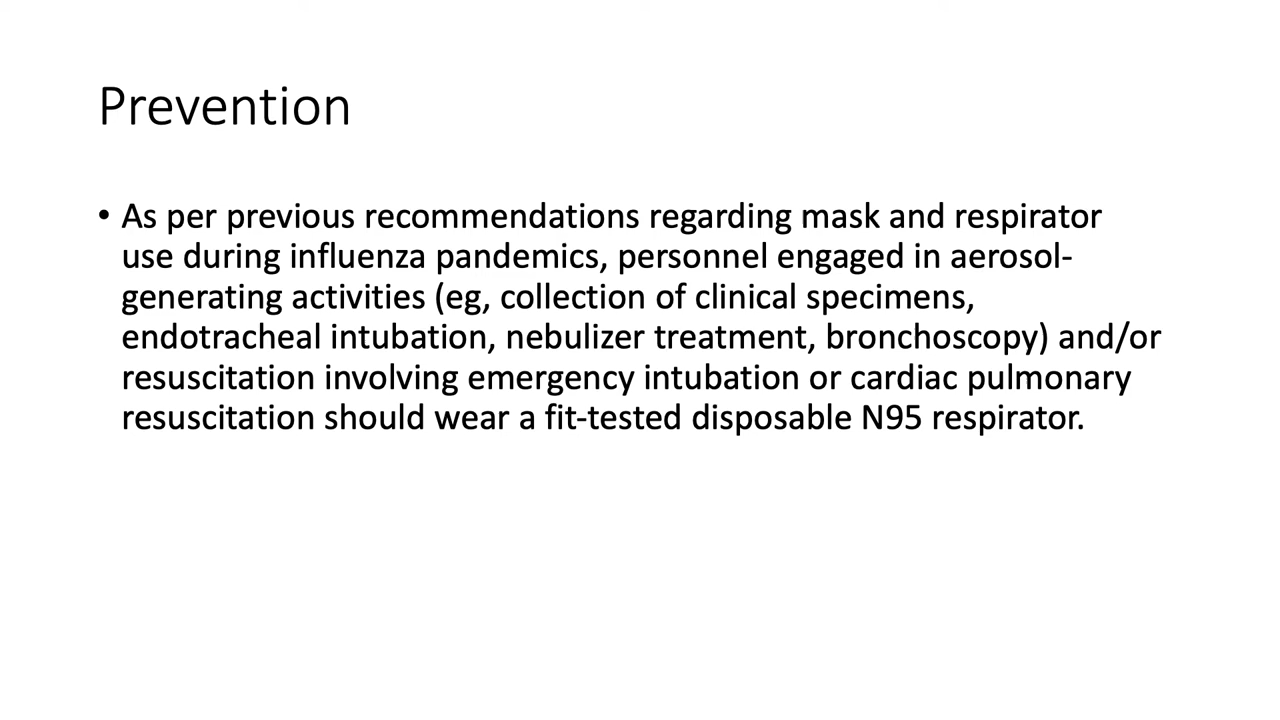 Prevention
• As per previous recommendations regarding mask and respirator
use during influenza pandemics, personnel engaged in aerosol-
generating activities (eg, collection of clinical specimens,
endotracheal intubation, nebulizer treatment, bronchoscopy) and/or
resuscitation involving emergency intubation or cardiac pulmonary
resuscitation should wear a fit-tested disposable N95 respirator.